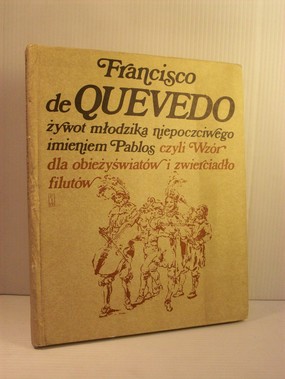 Francisco
de QUEVEDO
żywot młodzika niepoczciwego
imieniem Pablos czyli Wzór
dla obieżyświatów i zwierciadło
filutów